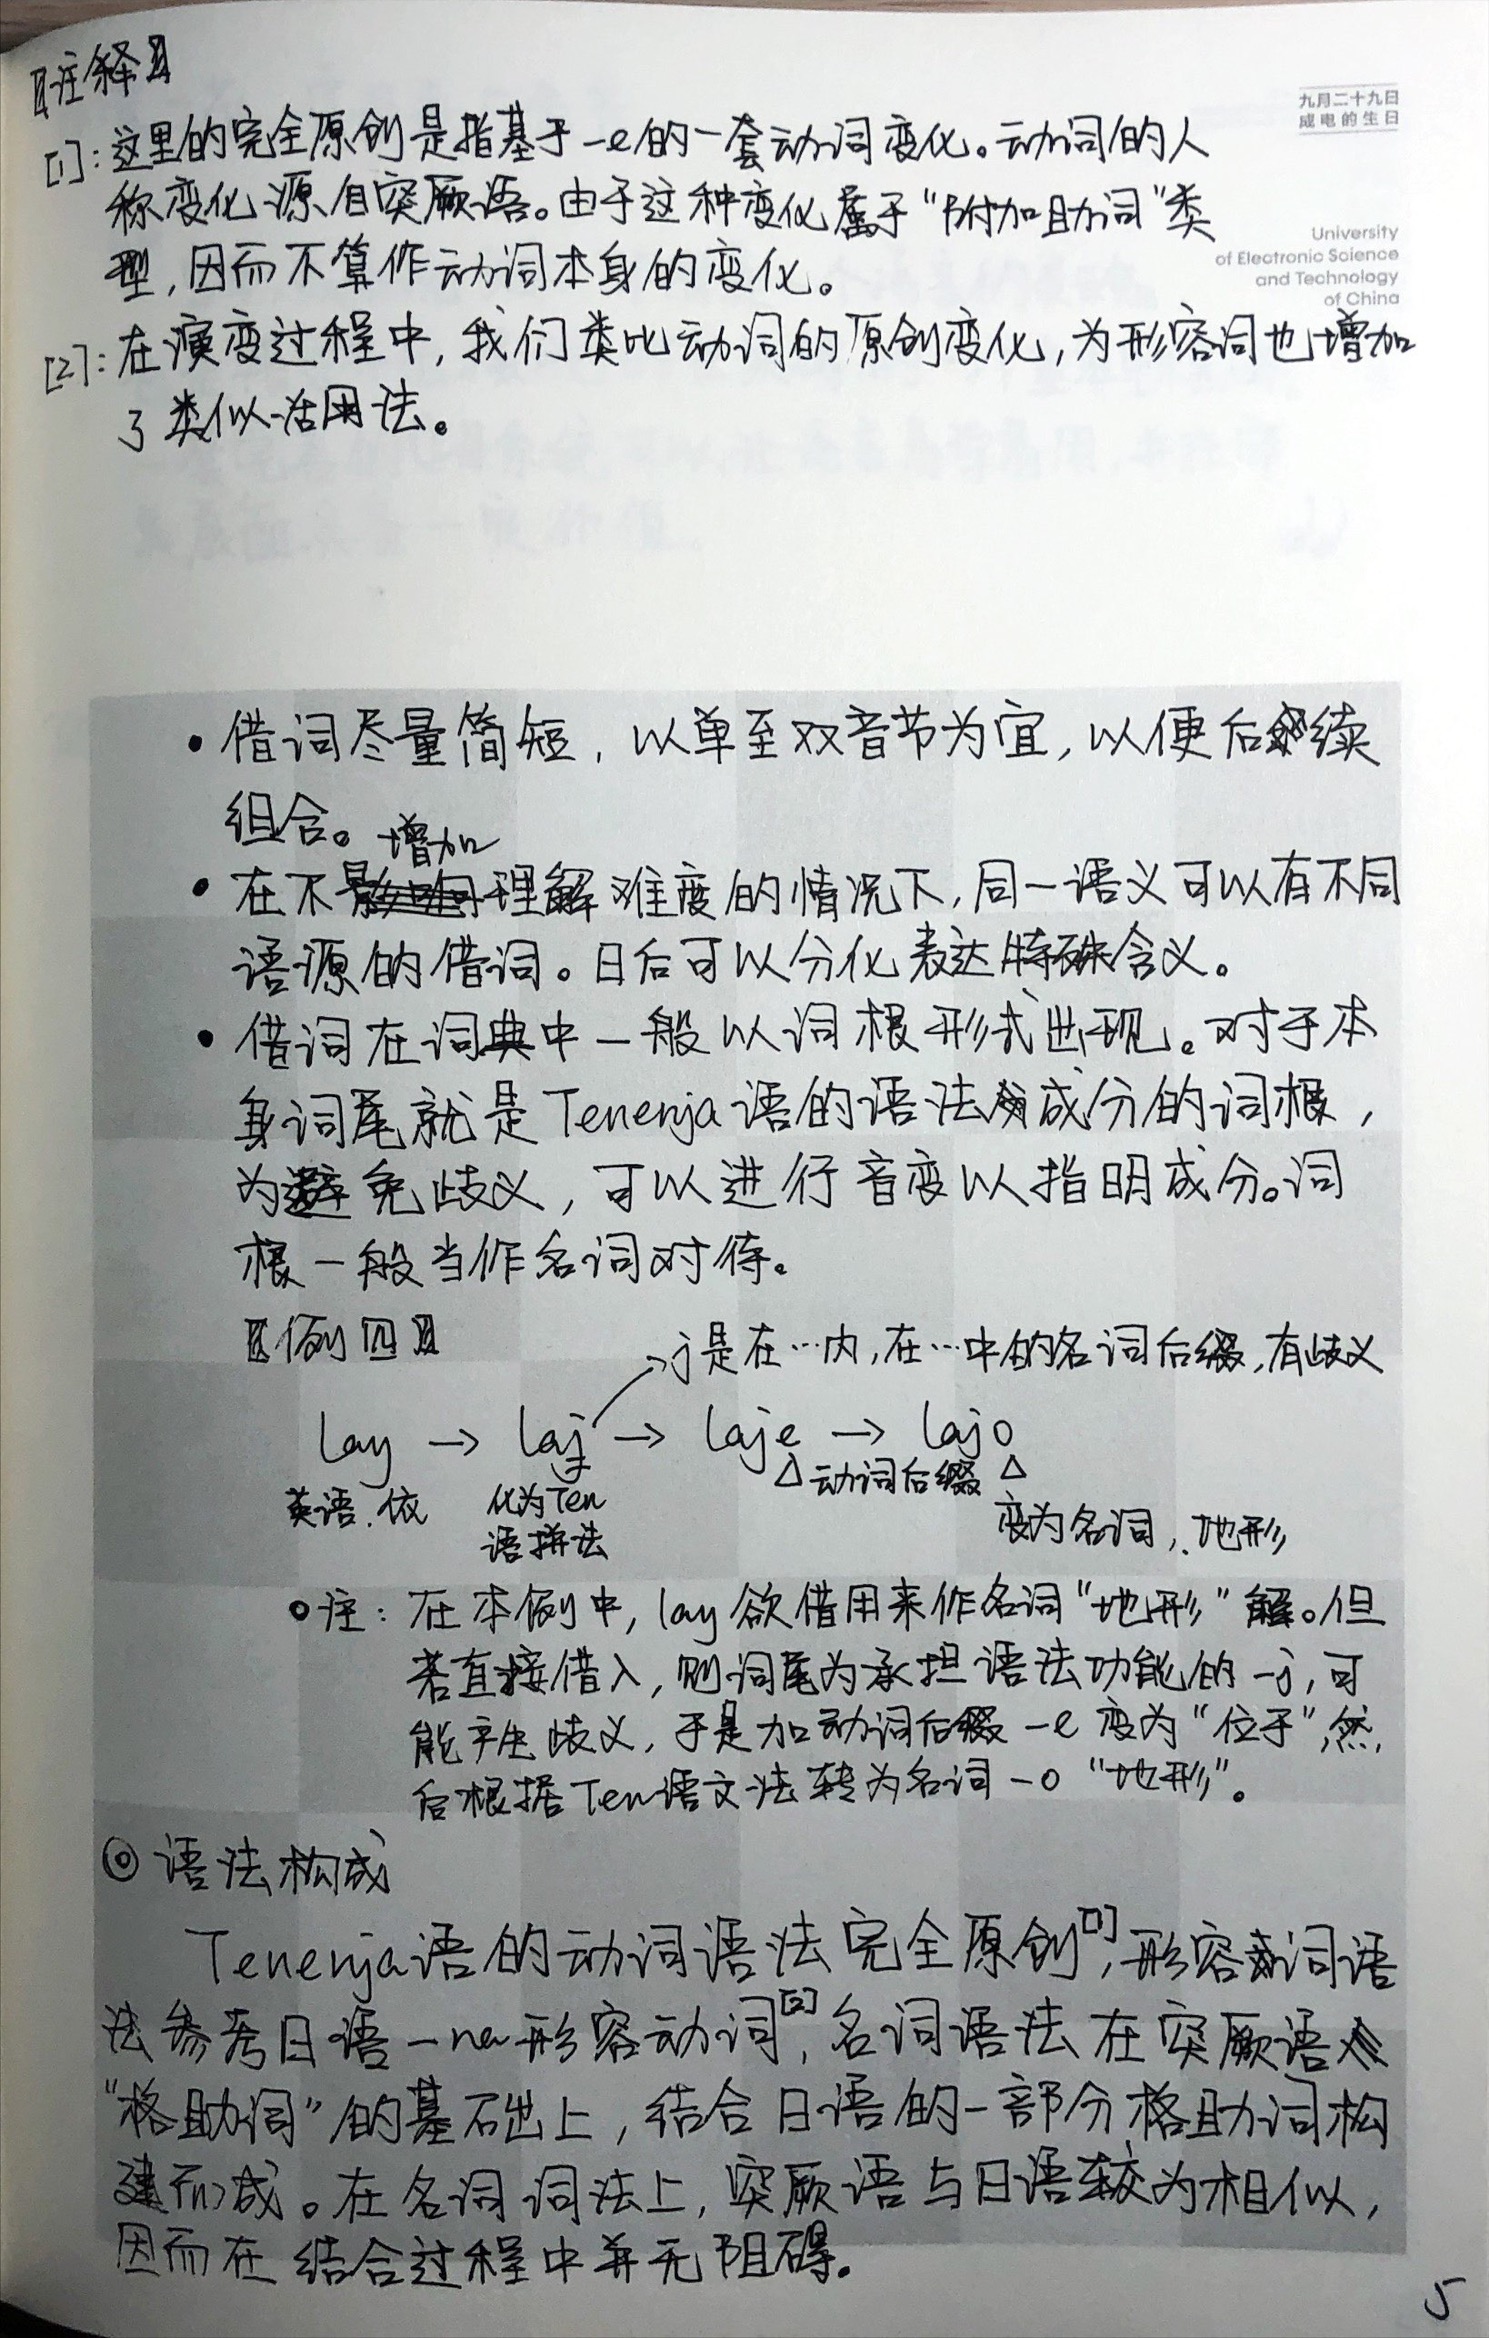 【注释】
九月二十九日
成电的生日
[1]：这里的完全原创是指基于-e的一套动词变化。动词的人
称变化源自突厥语。由于这种变化属于“附加助词”类
型，因而不算作动词本身的变化。
University
of Electronic Science
and Technology
of China
[2]：在演变过程中，我们类比动词的原创变化，为形容词也增加
了类似活用法。
• 借词尽量简短，以单至双音节为宜，以便后续
组合。
增加
• 在不理解难度的情况下，同一语义可以有不同
语源的借词。日后可以分化表达特殊含义。
• 借词在词典中一般以词根形式出现。对于本
身词尾就是Tenenja语的语法成分的词根，
为避免歧义，可以进行音变以指明成分。词
根一般当作名词对待。
【例四】
j是在…内，在…中的名词后缀，有歧义
lay → laj → laje → lajo
△动词后缀 △
英语．依 化为Ten
语拼法
变为名词，地形
注：在本例中，lay欲借用来作名词“地形”解。但
若直接借入，则词尾为承担语法功能的-j，可
能产生歧义，于是加动词后缀-e变为“位于”，然
后根据Ten语文法转为名词-o“地形”。
◎ 语法构成
Tenenja语的动词语法完全原创[1]，形容词语
法参考日语-na形容动词[2]，名词语法在突厥语
“格助词”的基础上，结合日语的一部分格助词构
建而成。在名词词法上，突厥语与日语较为相似，
因而在结合过程中并无阻碍。
5